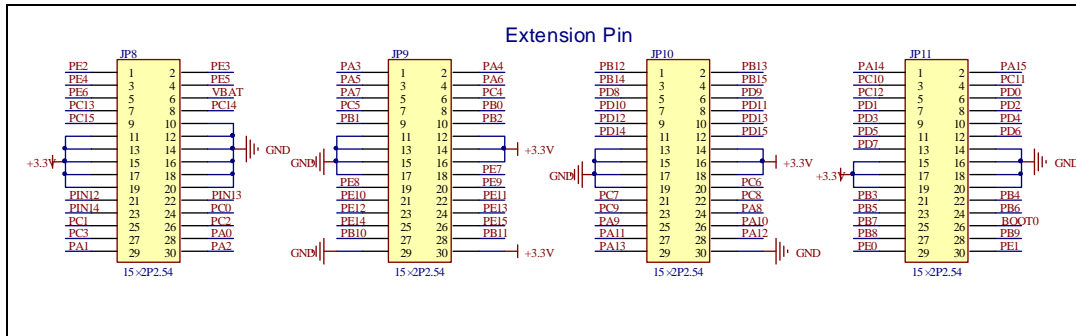 Extension Pin
JP8
PE2 1 2 PE3
PE4 3 4 PE5
PE6 5 6 VBAT
PC13 7 8 PC14
PC15 9 10
11 12
13 14 GND
+3.3V 15 16
17 18
19 20
PIN12 21 22 PIN13
PIN14 23 24 PC0
PC1 25 26 PC2
PC3 27 28 PA0
PA1 29 30 PA2
15×2P2.54
JP9
PA3 1 2 PA4
PA5 3 4 PA6
PA7 5 6 PC4
PC5 7 8 PB0
PB1 9 10 PB2
11 12
13 14 +3.3V
GND 15 16
17 18 PE7
PE8 19 20 PE9
PE10 21 22 PE11
PE12 23 24 PE13
PE14 25 26 PE15
PB10 27 28 PB11
GND 29 30 +3.3V
15×2P2.54
JP10
PB12 1 2 PB13
PB14 3 4 PB15
PD8 5 6 PD9
PD10 7 8 PD11
PD12 9 10 PD13
PD14 11 12 PD15
13 14
15 16 +3.3V
GND 17 18
19 20 PC6
PC7 21 22 PC8
PC9 23 24 PA8
PA9 25 26 PA10
PA11 27 28 PA12
PA13 29 30 GND
15×2P2.54
JP11
PA14 1 2 PA15
PC10 3 4 PC11
PC12 5 6 PD0
PD1 7 8 PD2
PD3 9 10 PD4
PD5 11 12 PD6
PD7 13 14
15 16 GND
+3.3V 17 18
19 20
PB3 21 22 PB4
PB5 23 24 PB6
PB7 25 26 BOOT0
PB8 27 28 PB9
PE0 29 30 PE1
15×2P2.54